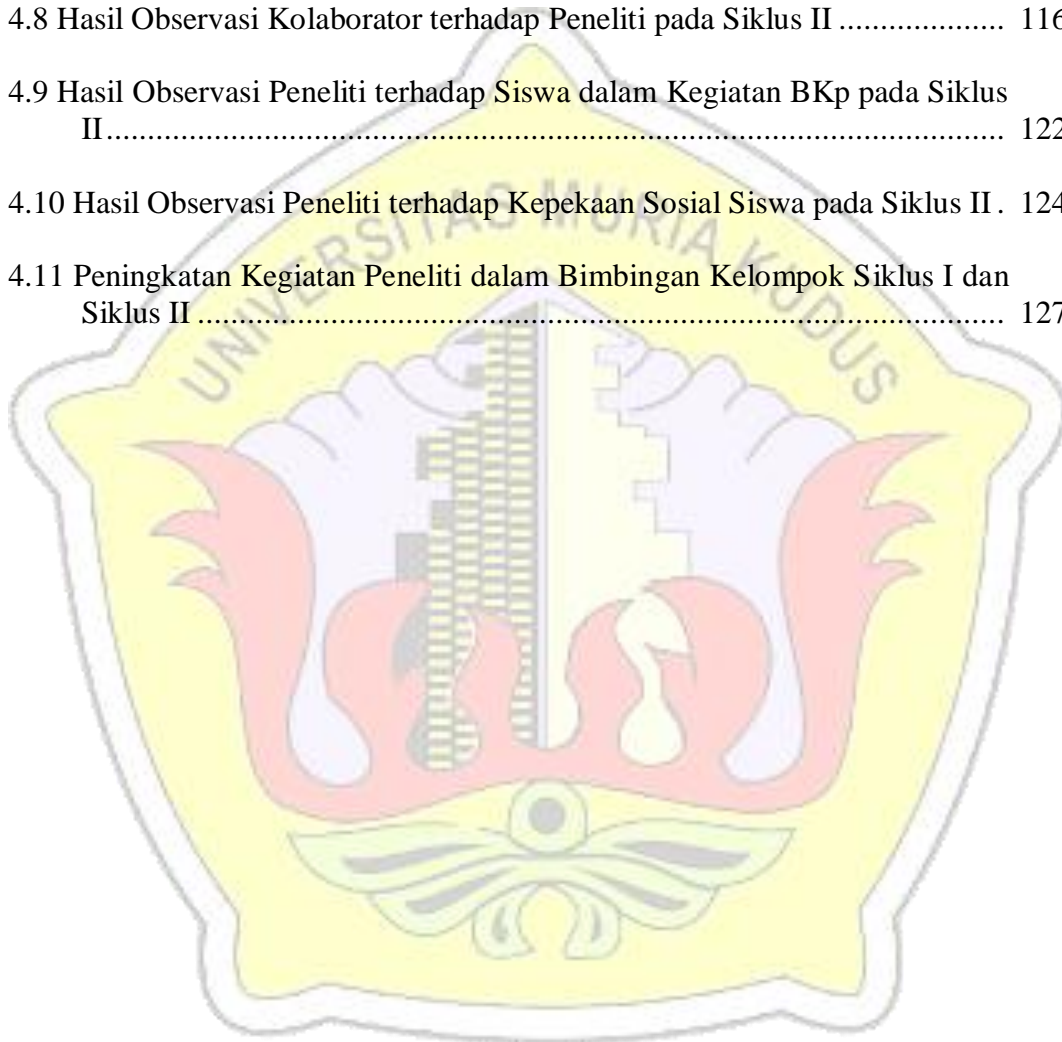 4.8 Hasil Observasi Kolaborator terhadap Peneliti pada Siklus II ................... 116
4.9 Hasil Observasi Peneliti terhadap Siswa dalam Kegiatan BKp pada Siklus
II ....................................................................................................... 122
4.10 Hasil Observasi Peneliti terhadap Kepekaan Sosial Siswa pada Siklus II . 124
4.11 Peningkatan Kegiatan Peneliti dalam Bimbingan Kelompok Siklus I dan
Siklus II ............................................................................................ 127
UNIVERSITAS MURIA KUDUS